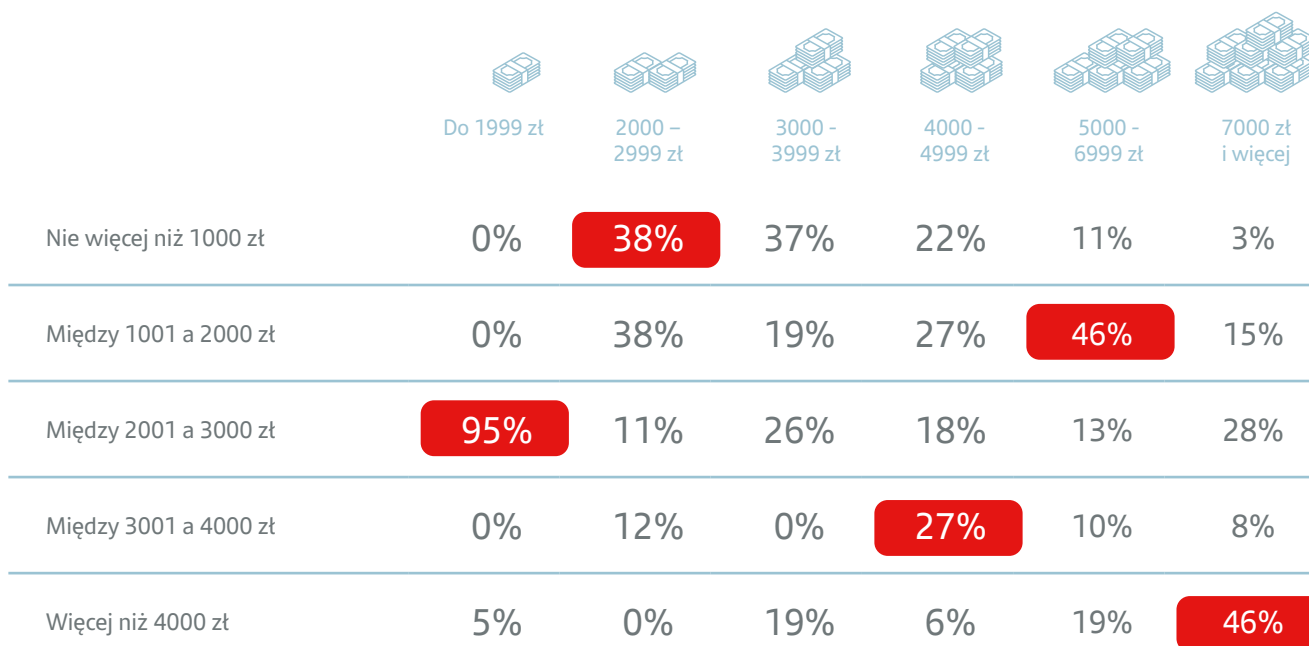 Do 1999 zł 2000 – 3000 - 4000 - 5000 - 7000 zł
2999 zł 3999 zł 4999 zł 6999 zł i więcej
Nie więcej niż 1000 zł 0% 38% 37% 22% 11% 3%
Między 1001 a 2000 zł 0% 38% 19% 27% 46% 15%
Między 2001 a 3000 zł 95% 11% 26% 18% 13% 28%
Między 3001 a 4000 zł 0% 12% 0% 27% 10% 8%
Więcej niż 4000 zł 5% 0% 19% 6% 19% 46%